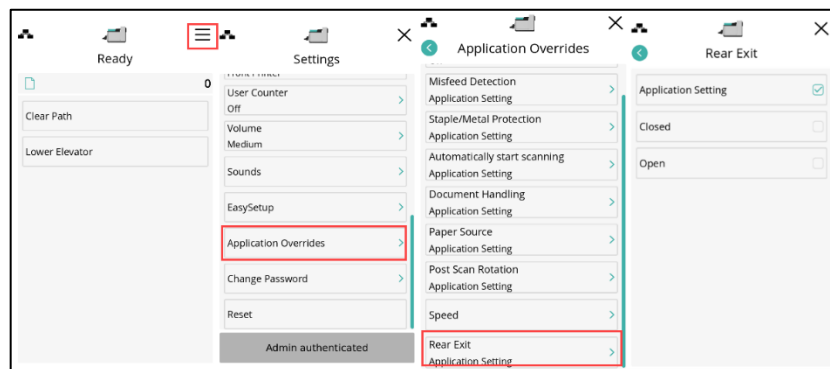 Ready
0
Clear Path
Lower Elevator
Settings
Front Printer
User Counter
Off
Volume
Medium
Sounds
EasySetup
Application Overrides
Change Password
Reset
Admin authenticated
Application Overrides
Misfeed Detection
Application Setting
Staple/Metal Protection
Application Setting
Automatically start scanning
Application Setting
Document Handling
Application Setting
Paper Source
Application Setting
Post Scan Rotation
Application Setting
Speed
Rear Exit
Application Setting
Rear Exit
Application Setting
Closed
Open